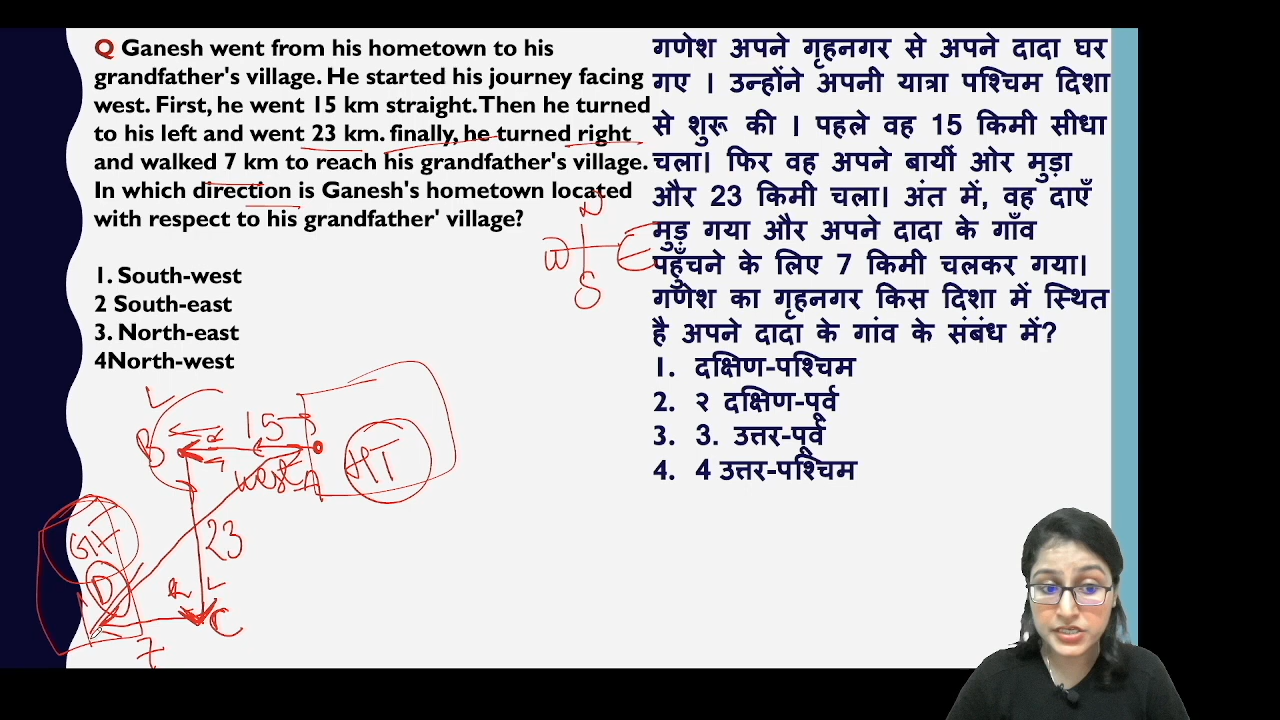 Q Ganesh went from his hometown to his
grandfather's village. He started his journey facing
west. First, he went 15 km straight. Then he turned
to his left and went 23 km. finally, he turned right
and walked 7 km to reach his grandfather's village.
In which direction is Ganesh's hometown located
with respect to his grandfather' village?
1. South-west
2 South-east
3. North-east
4North-west
गणेश अपने गृहनगर से अपने दादा घर
गए । उन्होंने अपनी यात्रा पश्चिम दिशा
से शुरू की । पहले वह 15 किमी सीधा
चला। फिर वह अपने बायीं ओर मुड़ा
और 23 किमी चला। अंत में, वह दाएँ
मुड़ गया और अपने दादा के गाँव
पहुँचने के लिए 7 किमी चलकर गया।
गणेश का गृहनगर किस दिशा में स्थित
है अपने दादा के गांव के संबंध में?
1. दक्षिण-पश्चिम
2. २ दक्षिण-पूर्व
3. 3. उत्तर-पूर्व
4. 4 उत्तर-पश्चिम
N
W E
S
L
B 15
West A HT
23
GH
D
R L
C
7